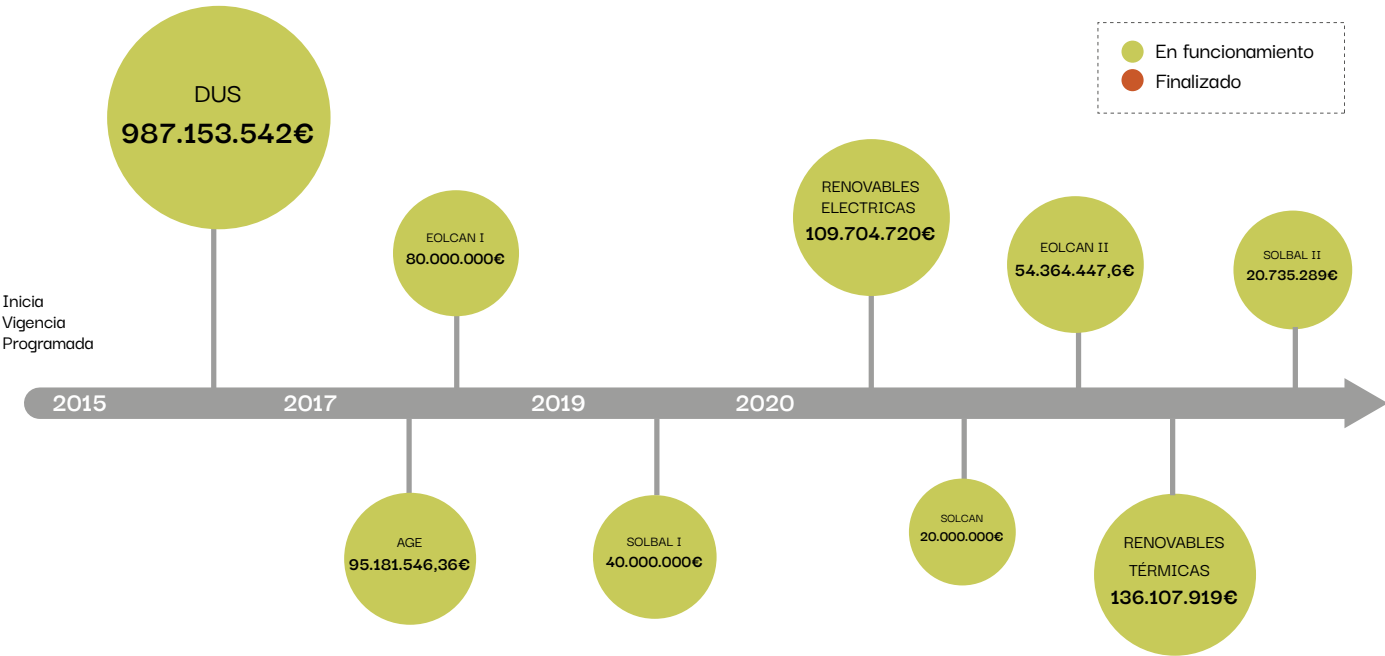 DUS
987.153.542€
En funcionamiento
Finalizado
EOLCAN I
80.000.000€
RENOVABLES
ELECTRICAS
109.704.720€
EOLCAN II
54.364.447,6€
SOLBAL II
20.735.289€
Inicia
Vigencia
Programada
2015
2017
2019
2020
AGE
95.181.546,36€
SOLBAL I
40.000.000€
SOLCAN
20.000.000€
RENOVABLES
TÉRMICAS
136.107.919€